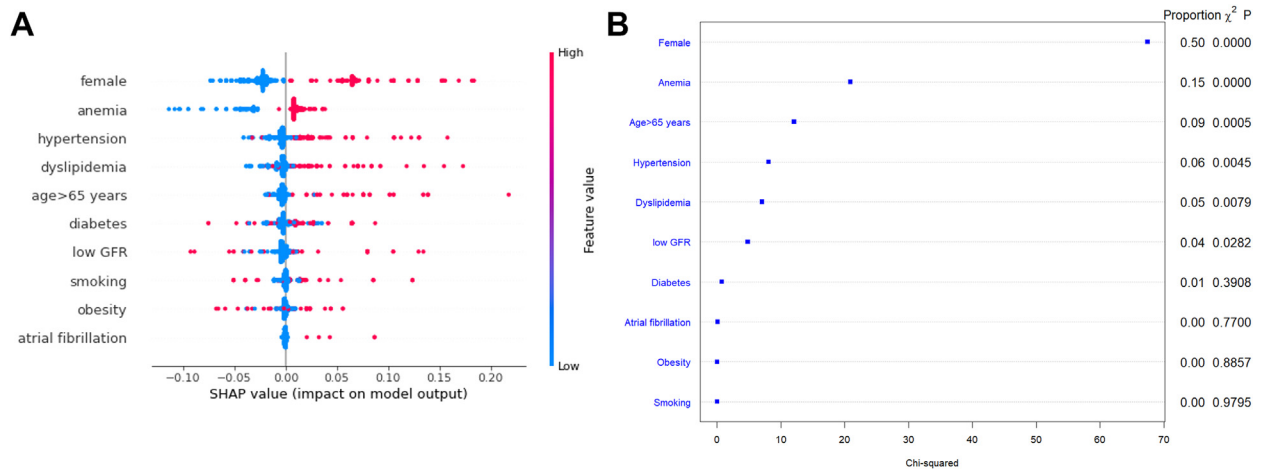 A
High
female
anemia
hypertension
dyslipidemia
age>65 years
diabetes
low GFR
smoking
obesity
atrial fibrillation
Low
Feature value
−0.10 −0.05 0.00 0.05 0.10 0.15 0.20
SHAP value (impact on model output)
B
Proportion χ² P
Female 0.50 0.0000
Anemia 0.15 0.0000
Age>65 years 0.09 0.0005
Hypertension 0.06 0.0045
Dyslipidemia 0.05 0.0079
low GFR 0.04 0.0282
Diabetes 0.01 0.3908
Atrial fibrillation 0.00 0.7700
Obesity 0.00 0.8857
Smoking 0.00 0.9795
0 10 20 30 40 50 60 70
Chi-squared